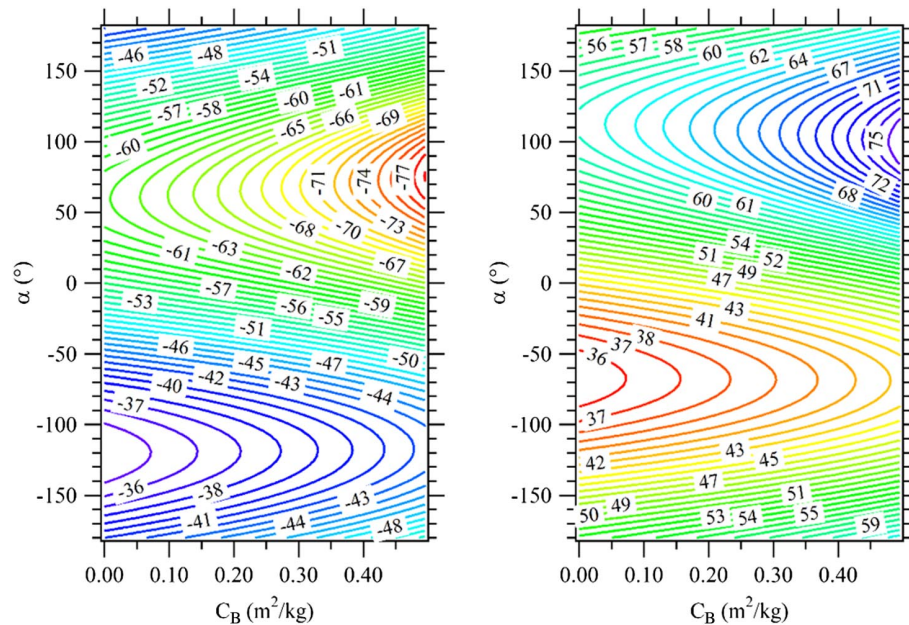 -46 -48 -51
-52 -54
-57 -58 -60 -61
-60 -65 -66 -69
-71 -74 -77
-61 -63 -68 -70 -73
-62 -67
-53 -57 -56 -55 -59
-51
-46 -45 -47 -50
-40 -42 -43 -44
-37
-36 -38 -43
-41 -44 -48
150
100
50
0
-50
-100
-150
α (°)
0.00 0.10 0.20 0.30 0.40
C_B (m²/kg)
56 57 58 60 62 64 67
71
75
72
68
60 61
54
51 52
49
47
43
41
38
37
36
37
42 43 45
47
50 49 51
53 54 55 59
150
100
50
0
-50
-100
-150
α (°)
0.00 0.10 0.20 0.30 0.40
C_B (m²/kg)